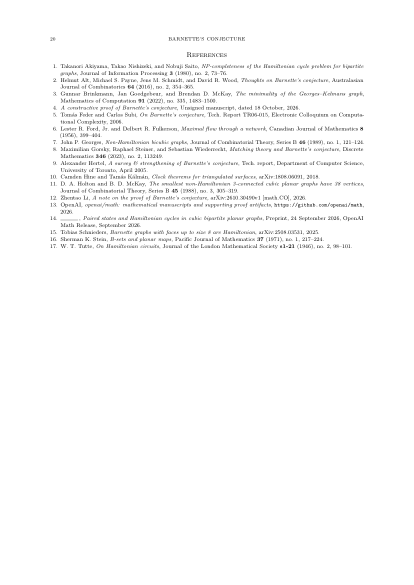 20 BARNETTE'S CONJECTURE
References
1. Takanori Akiyama, Takao Nishizeki, and Nobuji Saito, NP-completeness of the Hamiltonian cycle problem for bipartite
graphs, Journal of Information Processing 3 (1980), no. 2, 73–76.
2. Helmut Alt, Michael S. Payne, Jens M. Schmidt, and David R. Wood, Thoughts on Barnette's conjecture, Australasian
Journal of Combinatorics 64 (2016), no. 2, 354–365.
3. Gunnar Brinkmann, Jan Goedgebeur, and Brendan D. McKay, The minimality of the Georges–Kelmans graph,
Mathematics of Computation 91 (2022), no. 335, 1483–1500.
4. A constructive proof of Barnette's conjecture, Unsigned manuscript, dated 18 October, 2026.
5. Tomás Feder and Carlos Subi, On Barnette's conjecture, Tech. Report TR06-015, Electronic Colloquium on Computa-
tional Complexity, 2006.
6. Lester R. Ford, Jr. and Delbert R. Fulkerson, Maximal flow through a network, Canadian Journal of Mathematics 8
(1956), 399–404.
7. John P. Georges, Non-Hamiltonian bicubic graphs, Journal of Combinatorial Theory, Series B 46 (1989), no. 1, 121–124.
8. Maximilian Gorsky, Raphael Steiner, and Sebastian Wiederrecht, Matching theory and Barnette's conjecture, Discrete
Mathematics 346 (2023), no. 2, 113249.
9. Alexander Hertel, A survey & strengthening of Barnette's conjecture, Tech. report, Department of Computer Science,
University of Toronto, April 2005.
10. Camden Hine and Tamás Kálmán, Clock theorems for triangulated surfaces, arXiv:1808.06091, 2018.
11. D. A. Holton and B. D. McKay, The smallest non-Hamiltonian 3-connected cubic planar graphs have 38 vertices,
Journal of Combinatorial Theory, Series B 45 (1988), no. 3, 305–319.
12. Zhentao Li, A note on the proof of Barnette's conjecture, [math.CO], 2026.
13. OpenAI, openai/math: mathematical manuscripts and supporting proof artifacts, https://github.com/openai/math,
2026.
14. , Paired states and Hamiltonian cycles in cubic bipartite planar graphs, Preprint, 24 September 2026, OpenAI
Math Release, September 2026.
15. Tobias Schnieders, Barnette graphs with faces up to size 8 are Hamiltonian, arXiv:2508.03531, 2025.
16. Sherman K. Stein, B-sets and planar maps, Pacific Journal of Mathematics 37 (1971), no. 1, 217–224.
17. W. T. Tutte, On Hamiltonian circuits, Journal of the London Mathematical Society s1-21 (1946), no. 2, 98–101.